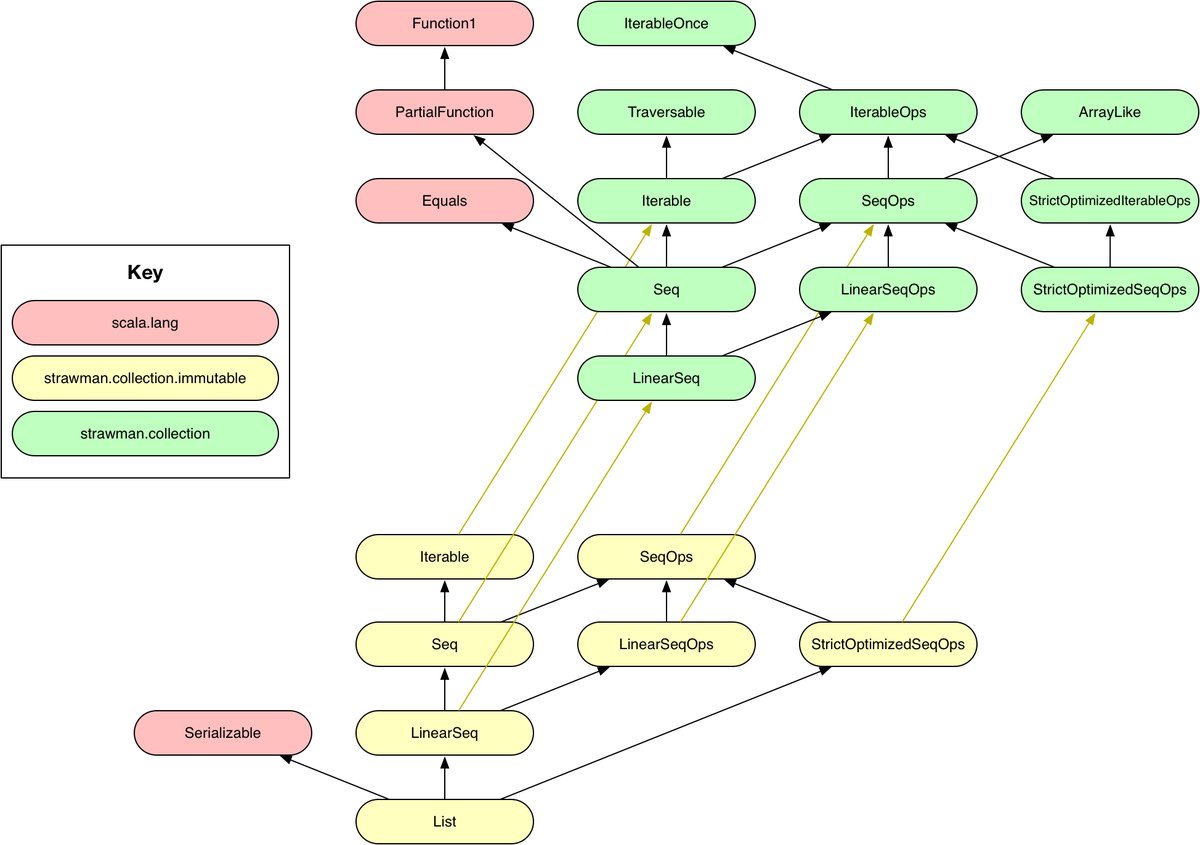 Function1
IterableOnce
PartialFunction
Traversable
IterableOps
ArrayLike
Equals
Iterable
SeqOps
StrictOptimizedIterableOps
Key
scala.lang
strawman.collection.immutable
strawman.collection
Seq
LinearSeqOps
StrictOptimizedSeqOps
LinearSeq
Iterable
SeqOps
Seq
LinearSeqOps
StrictOptimizedSeqOps
Serializable
LinearSeq
List